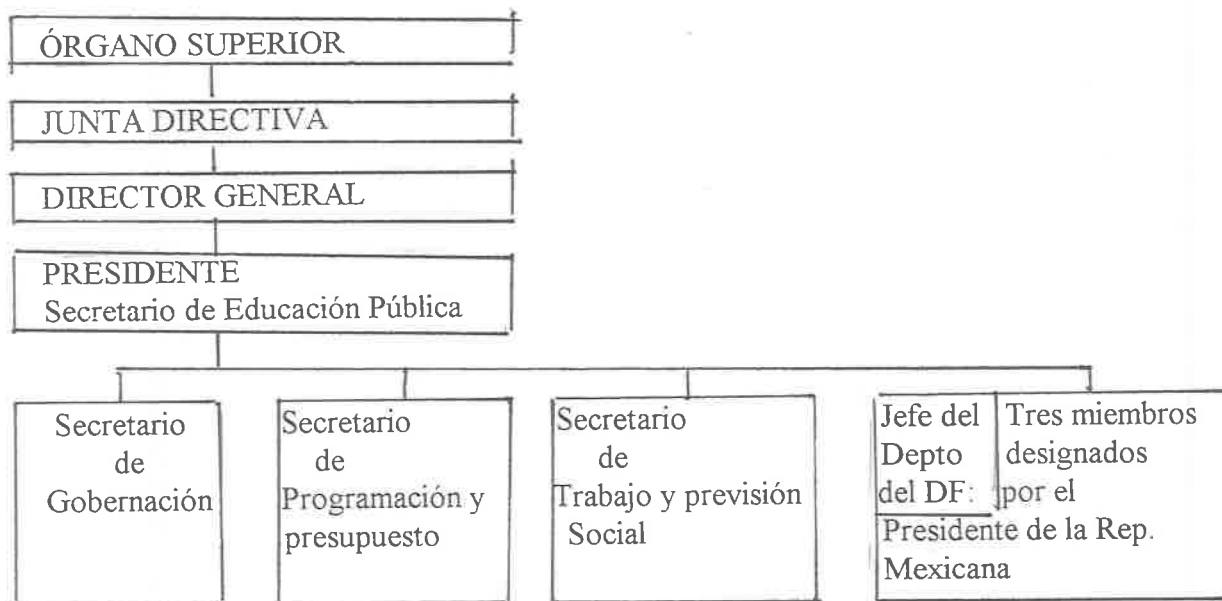 ÓRGANO SUPERIOR
JUNTA DIRECTIVA
DIRECTOR GENERAL
PRESIDENTE
Secretario de Educación Pública
Secretario
de
Gobernación
Secretario
de
Programación y
presupuesto
Secretario
de
Trabajo y previsión
Social
Jefe del
Depto
del DF:
Tres miembros
designados
por el
Presidente de la Rep.
Mexicana